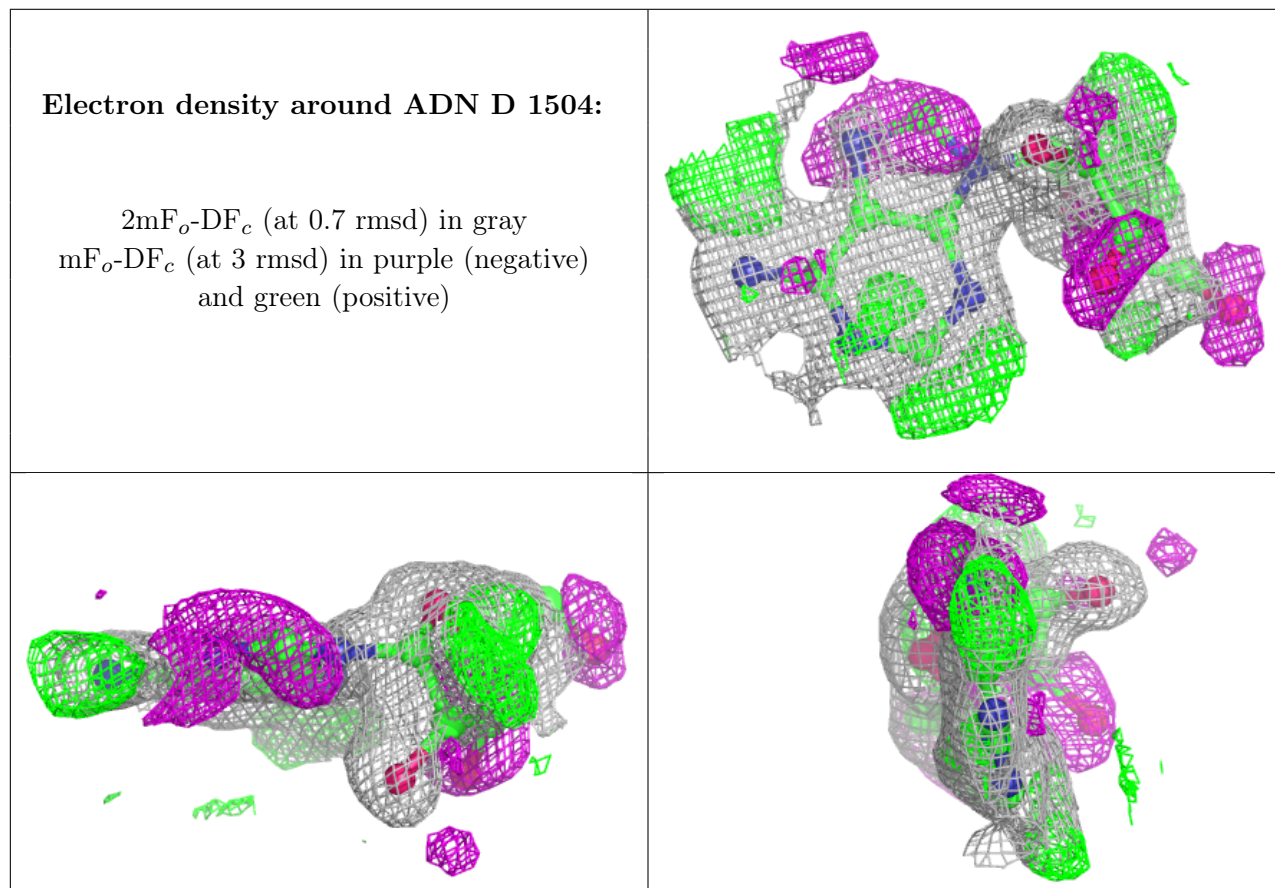 Electron density around ADN D 1504:
2mFo-DFc (at 0.7 rmsd) in gray
mFo-DFc (at 3 rmsd) in purple (negative)
and green (positive)